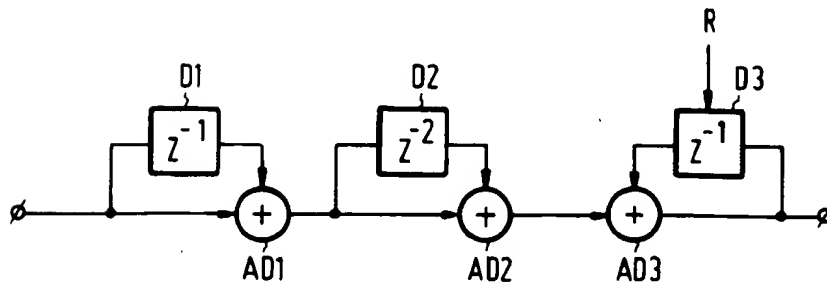 R
D1
D2
D3
z^-1
z^-2
z^-1
+
+
+
AD1
AD2
AD3